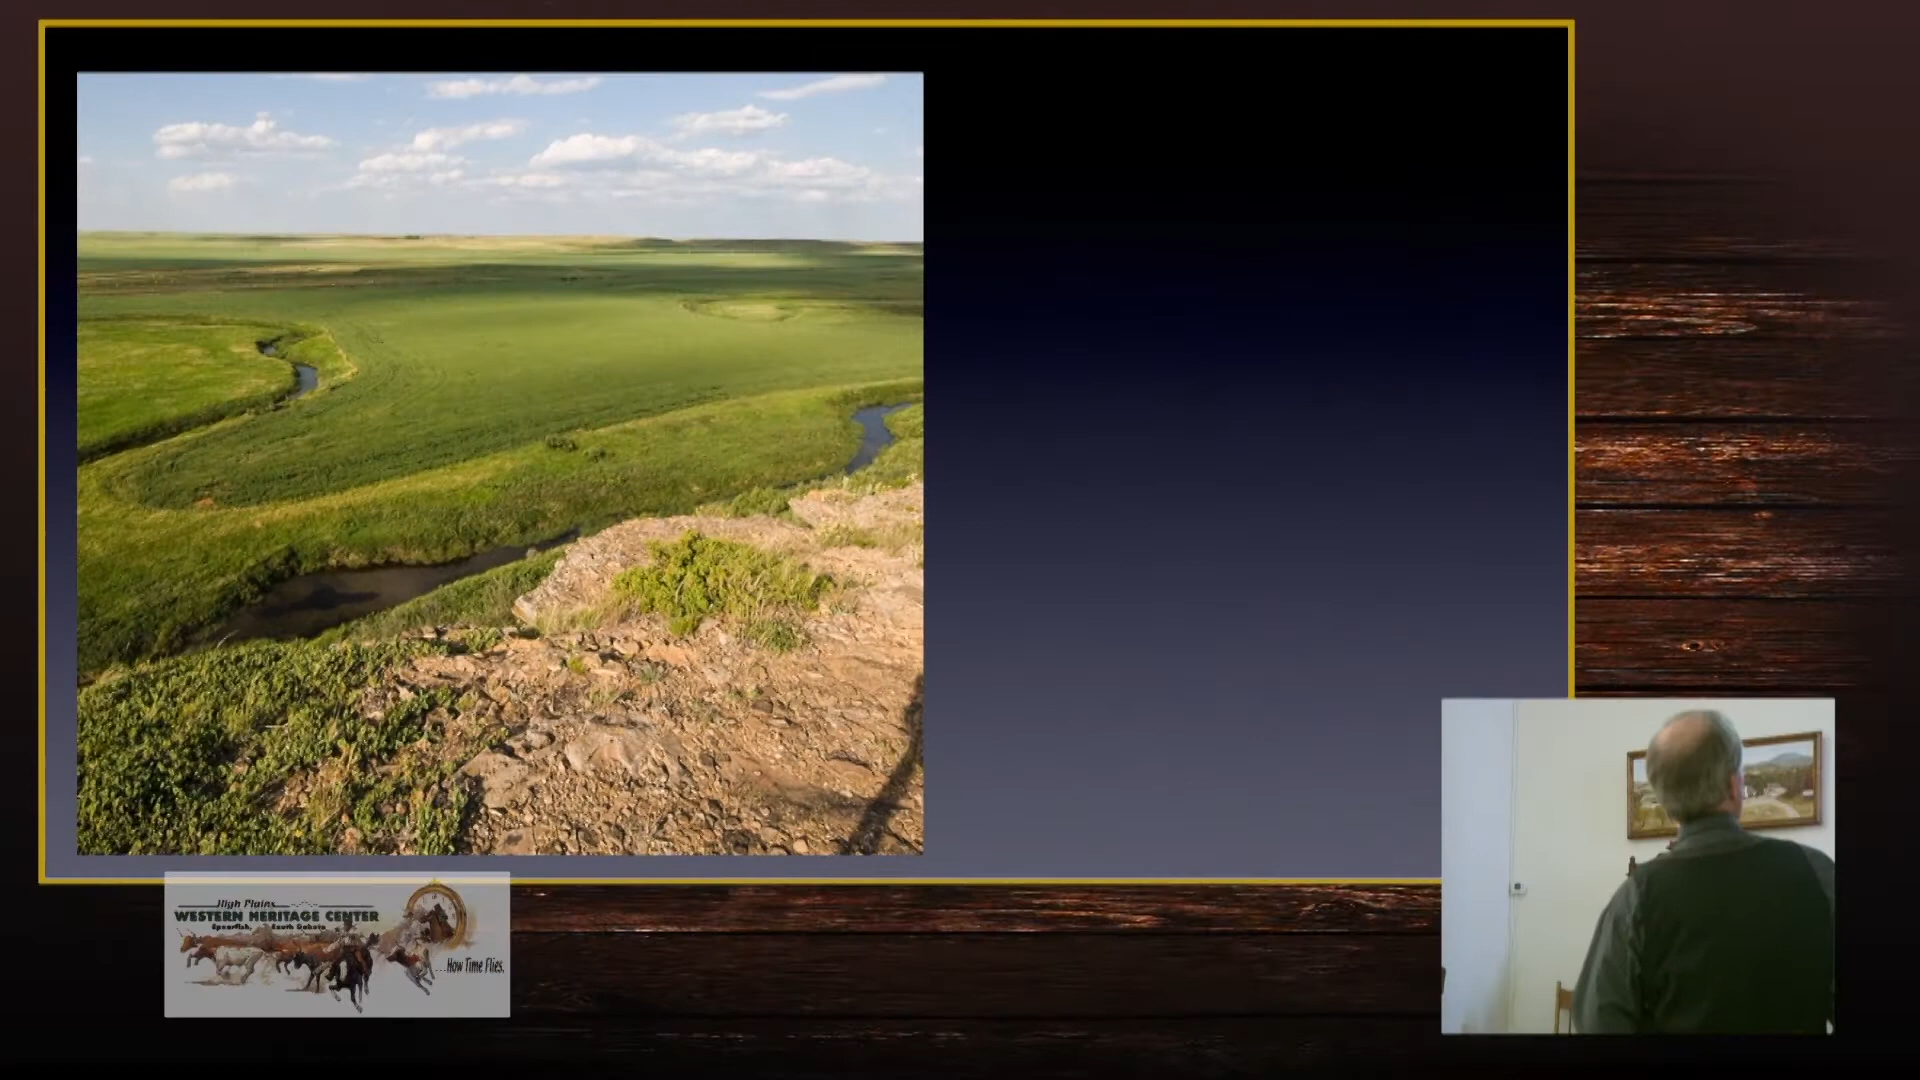 High Plains
WESTERN HERITAGE CENTER
Spearfish, South Dakota
...How Time Flies.